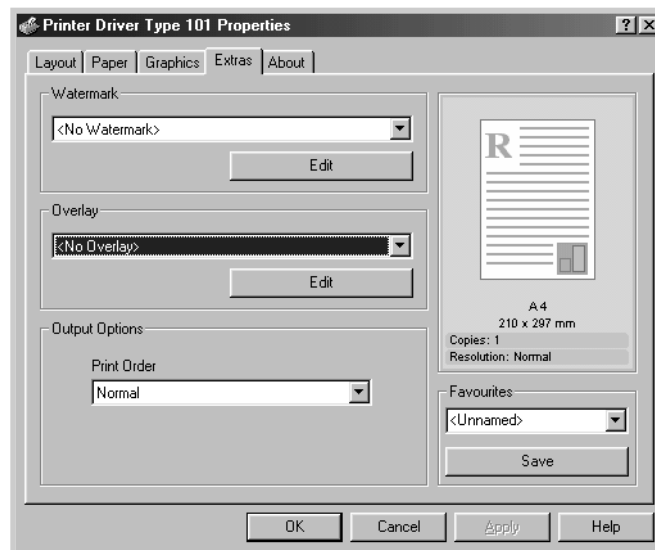 Printer Driver Type 101 Properties
Layout Paper Graphics Extras About
Watermark
<No Watermark>
Edit
Overlay
<No Overlay>
Edit
Output Options
Print Order
Normal
R
A4
210 x 297 mm
Copies: 1
Resolution: Normal
Favourites
<Unnamed>
Save
OK Cancel Apply Help